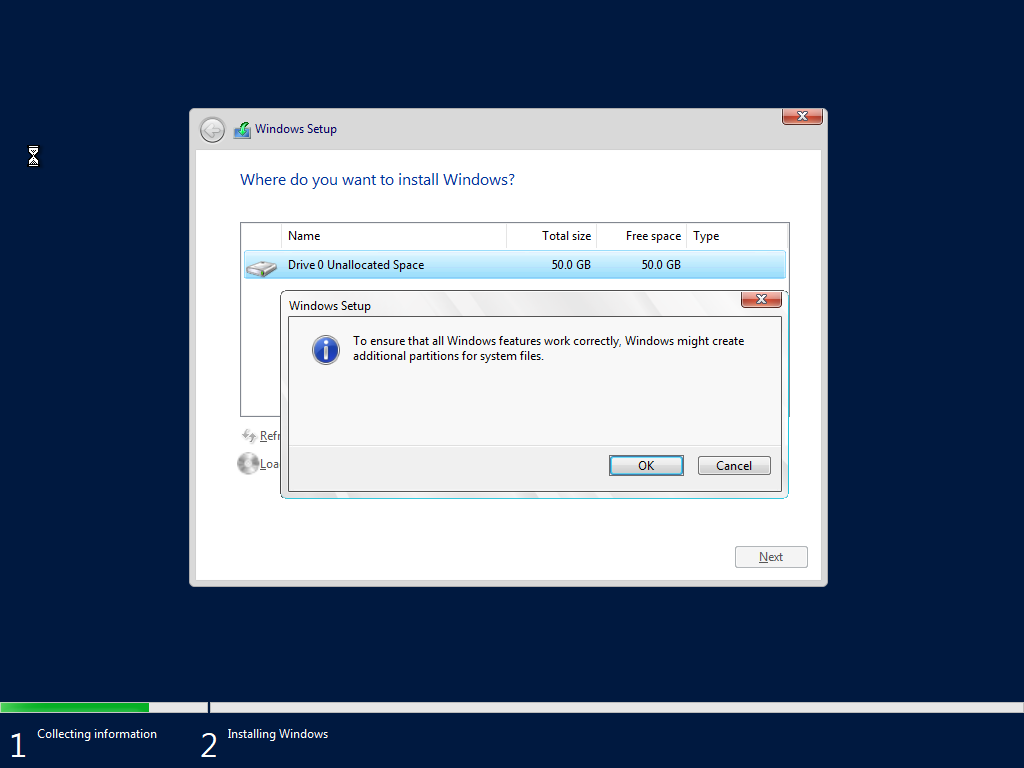 Windows Setup
Where do you want to install Windows?
Name Total size Free space Type
Drive 0 Unallocated Space 50.0 GB 50.0 GB
Windows Setup
To ensure that all Windows features work correctly, Windows might create
additional partitions for system files.
OK Cancel
Refr
Loa
Next
1 Collecting information
2 Installing Windows